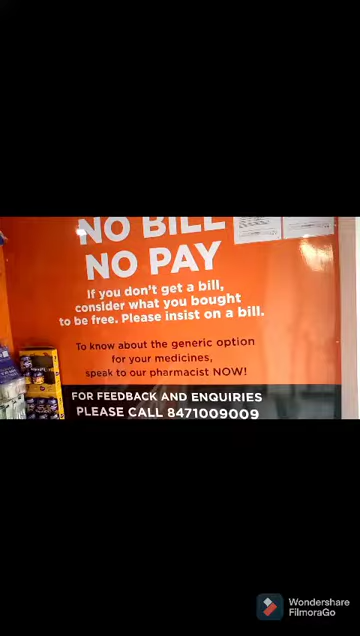 NO BILL
NO PAY
If you don't get a bill,
consider what you bought
to be free. Please insist on a bill.
To know about the generic option
for your medicines,
speak to our pharmacist NOW!
FOR FEEDBACK AND ENQUIRIES
PLEASE CALL 8471009009
Wondershare
FilmoraGo